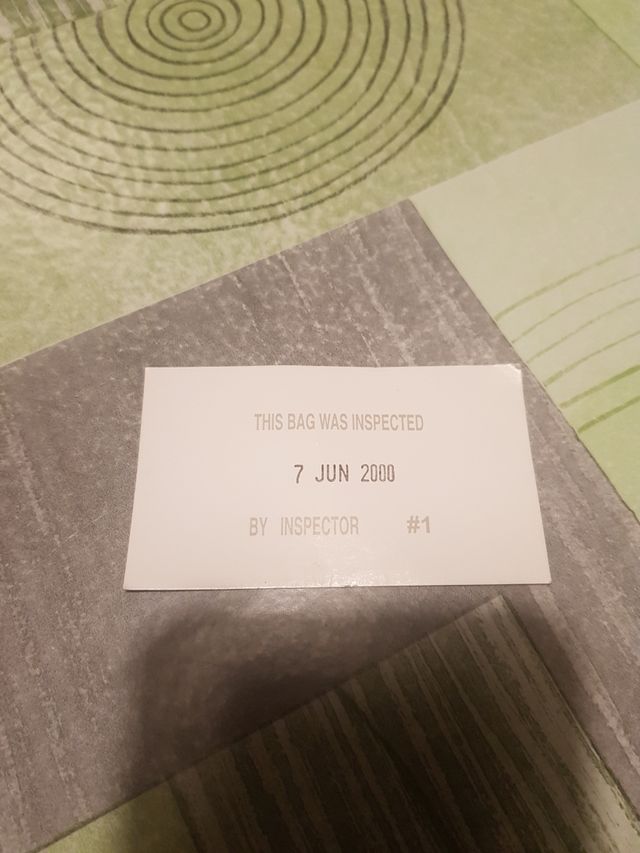 THIS BAG WAS INSPECTED
7 JUN 2000
BY INSPECTOR #1